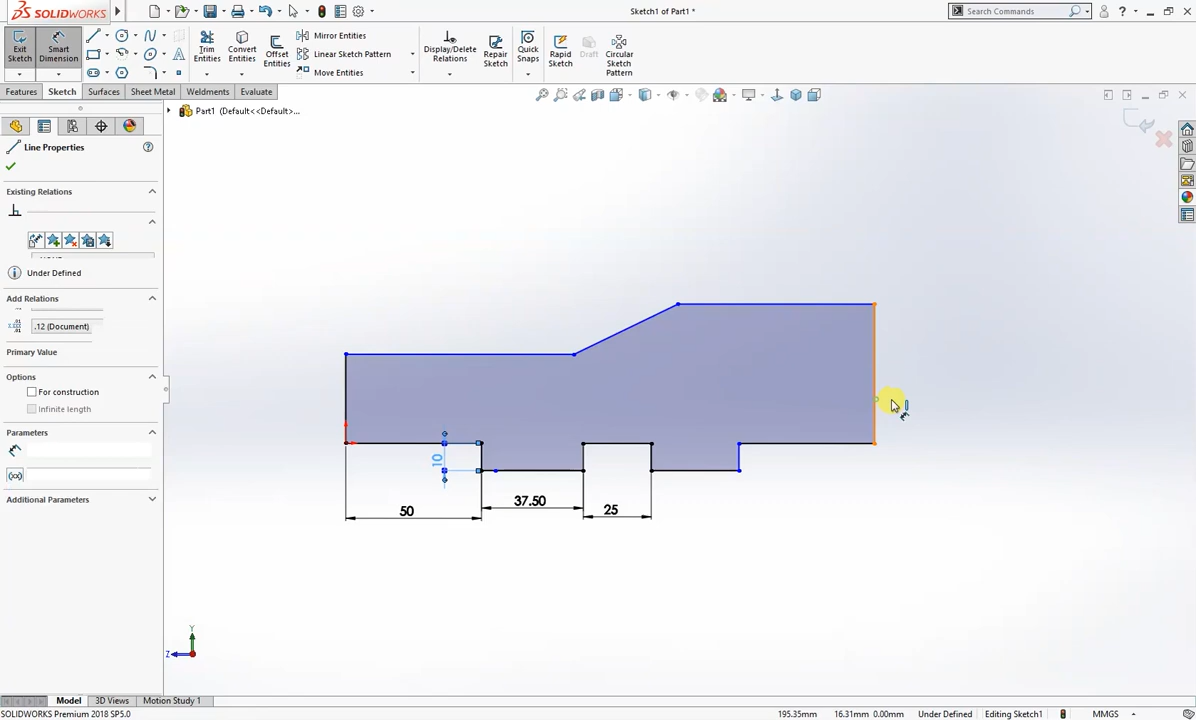 SOLIDWORKS
Sketch1 of Part1 *
Search Commands
?
Exit Sketch
Smart Dimension
Trim Entities
Convert Entities
Offset Entities
Mirror Entities
Linear Sketch Pattern
Move Entities
Display/Delete Relations
Repair Sketch
Quick Snaps
Rapid Sketch
Draft
Circular Sketch Pattern
Features
Sketch
Surfaces
Sheet Metal
Weldments
Evaluate
Part1 (Default<<Default>...
Line Properties
Existing Relations
Under Defined
Add Relations
.12 (Document)
Primary Value
Options
For construction
Infinite length
Parameters
Additional Parameters
10
50
37.50
25
Y
Z
Model
3D Views
Motion Study 1
SOLIDWORKS Premium 2018 SP5.0
195.35mm
16.31mm 0.00mm
Under Defined
Editing Sketch1
MMGS